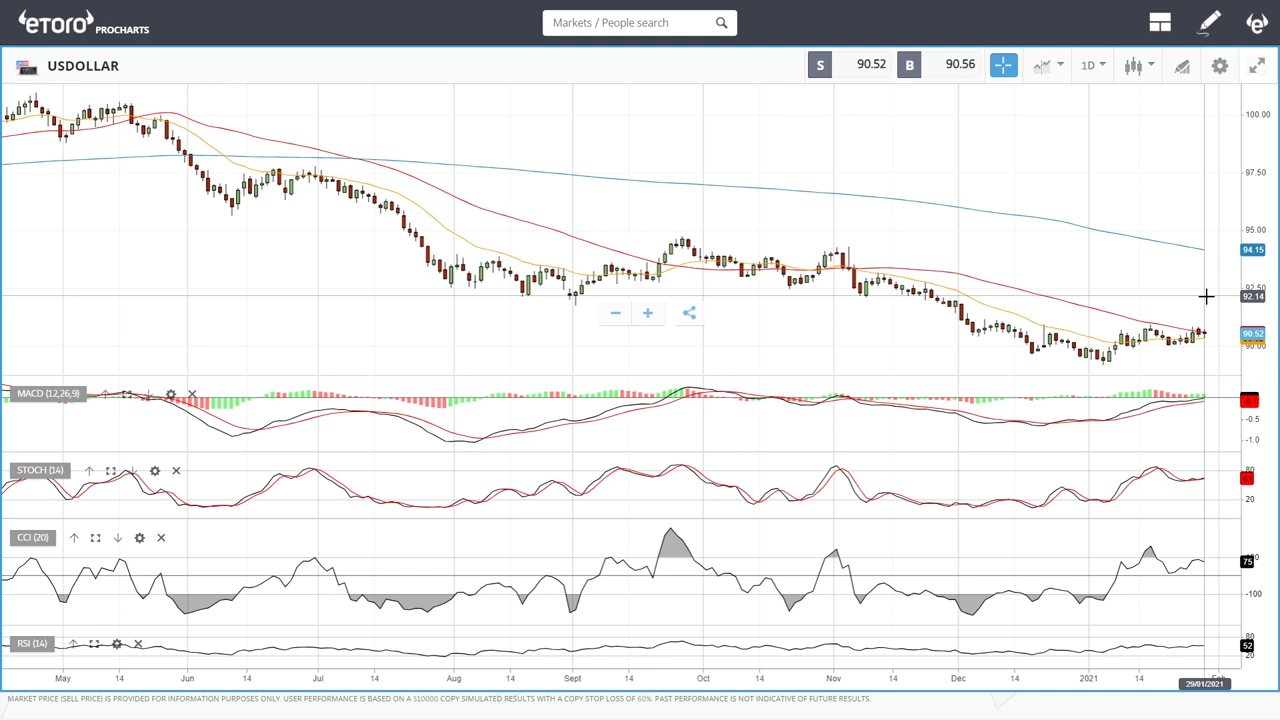 eToro PROCHARTS
Markets / People search
USDOLLAR
S 90.52 B 90.56
1D
100.00
97.50
95.00
94.15
92.50
92.14
90.52
90.00
MACD (12,26,9)
-0.5
-1.0
STOCH (14)
80
20
CCI (20)
75
-100
RSI (14)
80
52
20
May 14 Jun 14 Jul 14 Aug 14 Sept 14 Oct 14 Nov 14 Dec 14 2021 14
29/01/2021
MARKET PRICE (SELL PRICE) IS PROVIDED FOR INFORMATION PURPOSES ONLY. USER PERFORMANCE IS BASED ON A $10000 COPY SIMULATED RESULTS WITH A COPY STOP LOSS OF 60%. PAST PERFORMANCE IS NOT INDICATIVE OF FUTURE RESULTS.